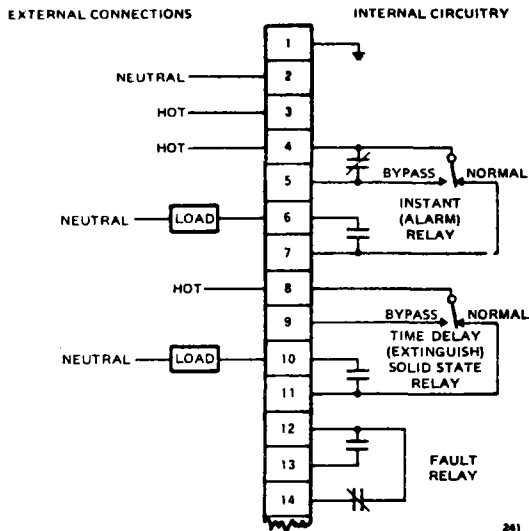 EXTERNAL CONNECTIONS
INTERNAL CIRCUITRY
1
NEUTRAL 2
HOT 3
HOT 4
5 BYPASS NORMAL
INSTANT
(ALARM)
RELAY
NEUTRAL LOAD 6
7
HOT 8
9 BYPASS NORMAL
TIME DELAY
(EXTINGUISH)
SOLID STATE
RELAY
NEUTRAL LOAD 10
11
12
13
FAULT
RELAY
14
261